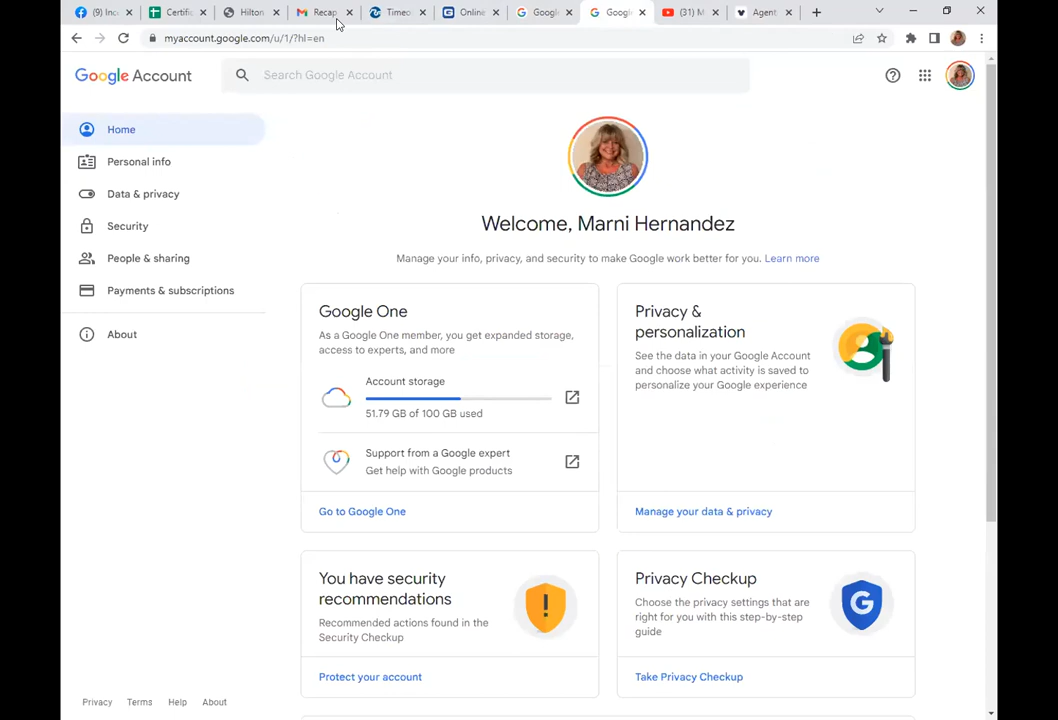 (9) Inc
Certific
Hilton
Recap
Timeo
Online
Google
Google
(31) M
Agent
myaccount.google.com/u/1/?hl=en
Google Account
Search Google Account
Home
Personal info
Data & privacy
Security
People & sharing
Payments & subscriptions
About
Welcome, Marni Hernandez
Manage your info, privacy, and security to make Google work better for you. Learn more
Google One
As a Google One member, you get expanded storage,
access to experts, and more
Account storage
51.79 GB of 100 GB used
Support from a Google expert
Get help with Google products
Go to Google One
Privacy &
personalization
See the data in your Google Account
and choose what activity is saved to
personalize your Google experience
Manage your data & privacy
You have security
recommendations
Recommended actions found in the
Security Checkup
Protect your account
Privacy Checkup
Choose the privacy settings that are
right for you with this step-by-step
guide
Take Privacy Checkup
Privacy Terms Help About